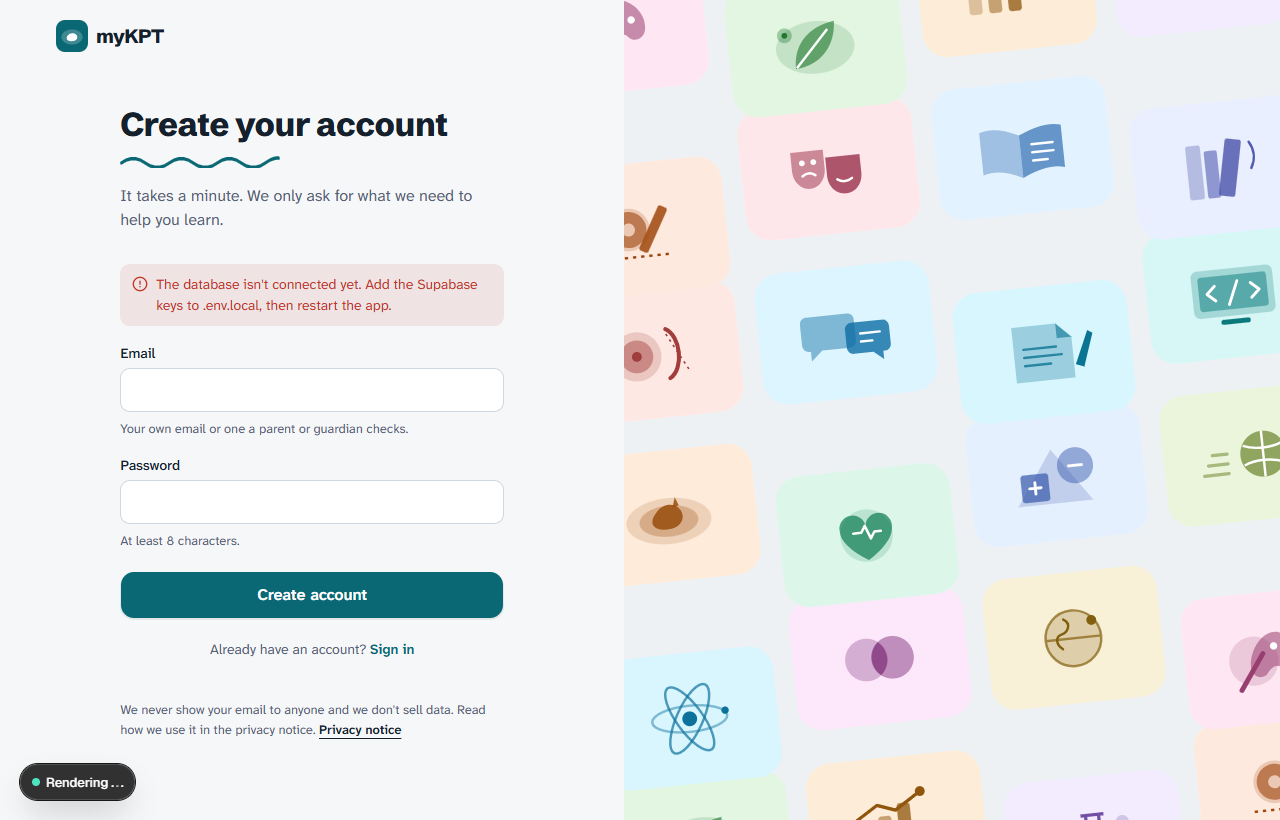 myKPT
Create your account
It takes a minute. We only ask for what we need to
help you learn.
The database isn't connected yet. Add the Supabase
keys to .env.local, then restart the app.
Email
Your own email or one a parent or guardian checks.
Password
At least 8 characters.
Create account
Already have an account? Sign in
We never show your email to anyone and we don't sell data. Read
how we use it in the privacy notice. Privacy notice
Rendering...